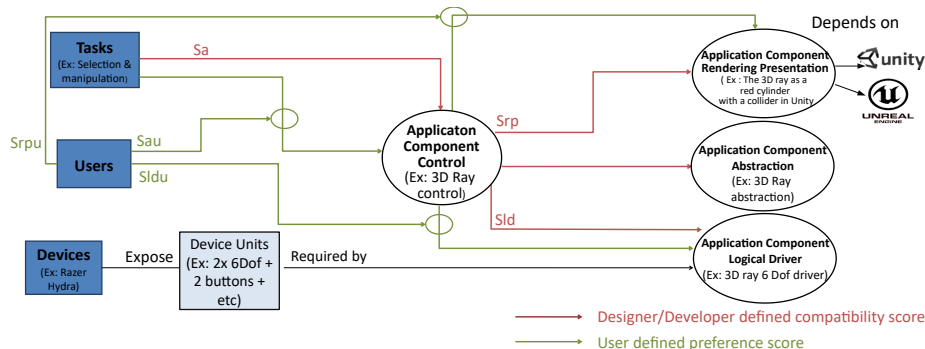 Depends on
Tasks
(Ex: Selection &
manipulation)
Sa
Application Component
Rendering Presentation
( Ex : The 3D ray as a
red cylinder
with a collider in Unity
unity
UNREAL
ENGINE
Srpu
Sau
Users
Sldu
Applicaton
Component
Control
(Ex: 3D Ray
control)
Srp
Application Component
Abstraction
(Ex: 3D Ray
abstraction)
Sld
Devices
(Ex: Razer
Hydra)
Expose
Device Units
(Ex: 2x 6Dof +
2 buttons +
etc)
Required by
Application Component
Logical Driver
(Ex: 3D ray 6 Dof driver)
Designer/Developer defined compatibility score
User defined preference score